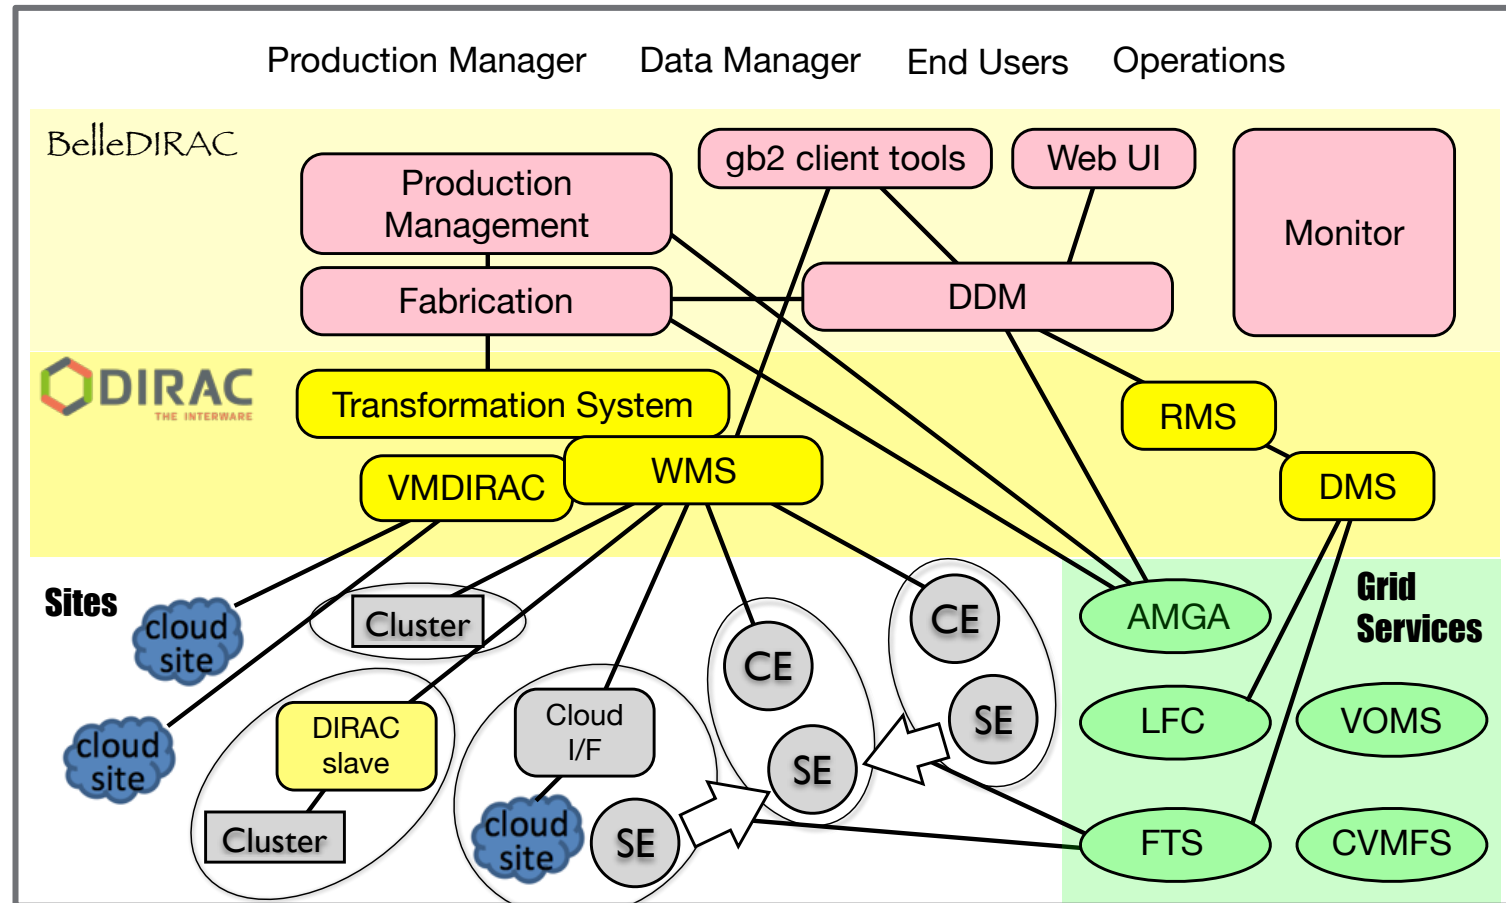 Production Manager Data Manager End Users Operations
BelleDIRAC
gb2 client tools
Web UI
Production
Management
Monitor
Fabrication
DDM
DIRAC
THE INTERWARE
Transformation System
RMS
WMS
VMDIRAC
DMS
Sites
Grid
Services
cloud
site
Cluster
CE
CE
AMGA
cloud
site
DIRAC
slave
Cloud
I/F
SE
SE
LFC
VOMS
Cluster
cloud
site
SE
FTS
CVMFS